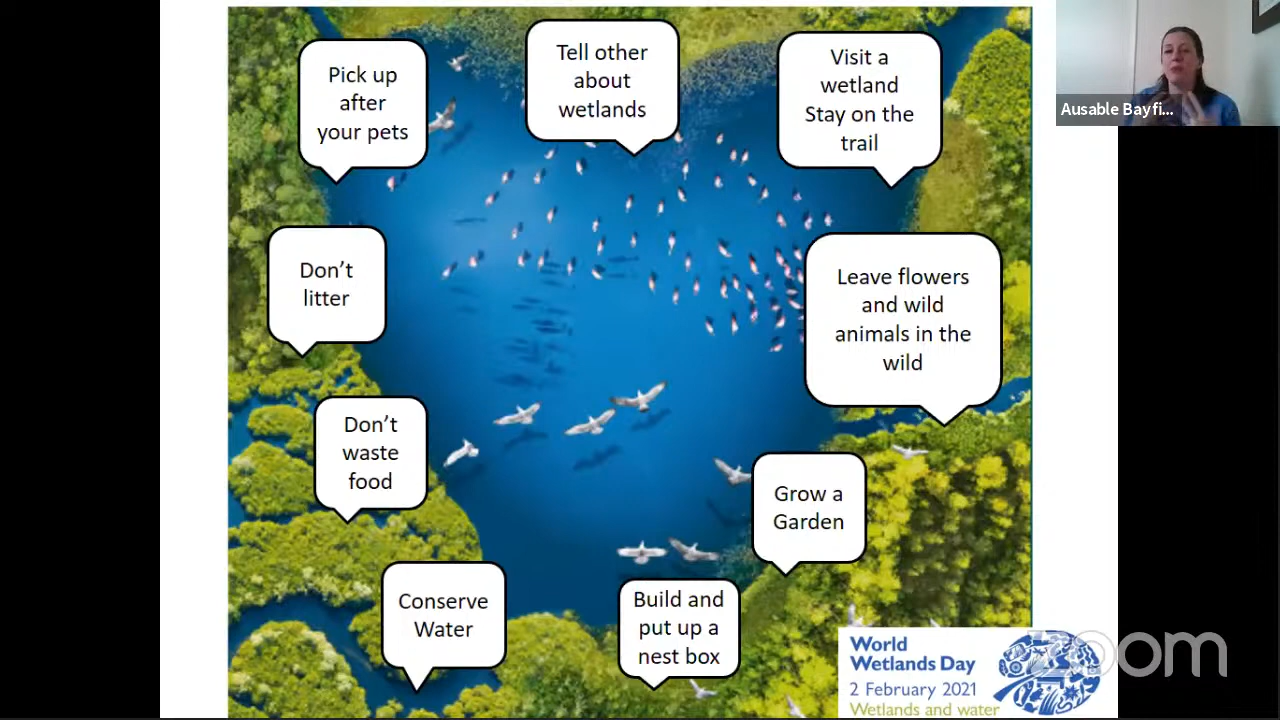 Pick up
after
your pets
Tell other
about
wetlands
Visit a
wetland
Stay on the
trail
Ausable Bayfi...
Don't
litter
Leave flowers
and wild
animals in the
wild
Don't
waste
food
Grow a
Garden
Conserve
Water
Build and
put up a
nest box
World
Wetlands Day
2 February 2021
Wetlands and water
zoom